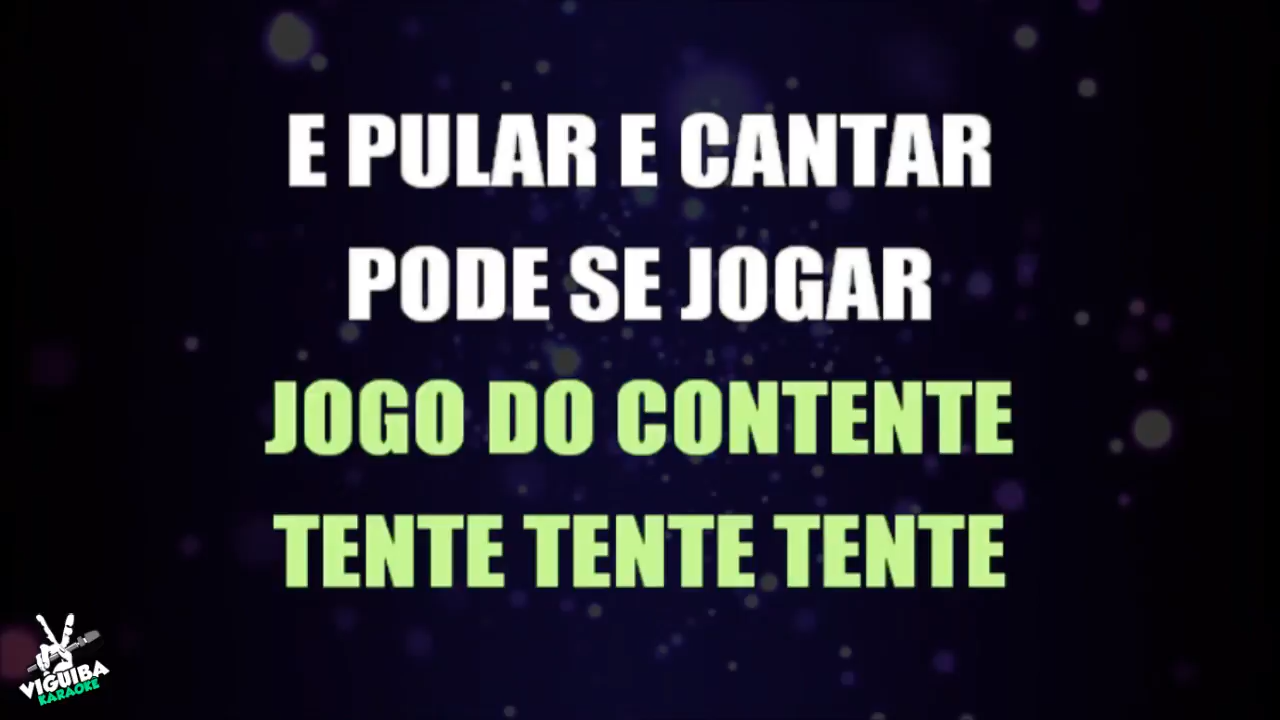 E PULAR E CANTAR
PODE SE JOGAR
JOGO DO CONTENTE
TENTE TENTE TENTE
VIGUIBA
KARAOKE